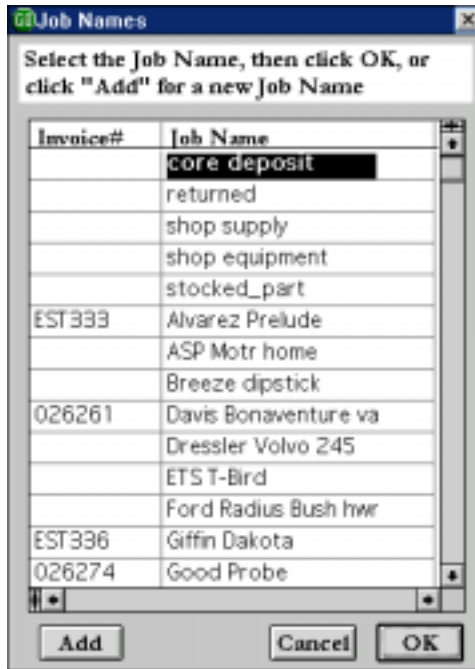 Job Names
Select the Job Name, then click OK, or
click "Add" for a new Job Name
Invoice# Job Name
core deposit
returned
shop supply
shop equipment
stocked_part
EST333 Alvarez Prelude
ASP Motr home
Breeze dipstick
026261 Davis Bonaventure va
Dressler Volvo 245
ETS T-Bird
Ford Radius Bush hwr
EST336 Giffin Dakota
026274 Good Probe
Add Cancel OK